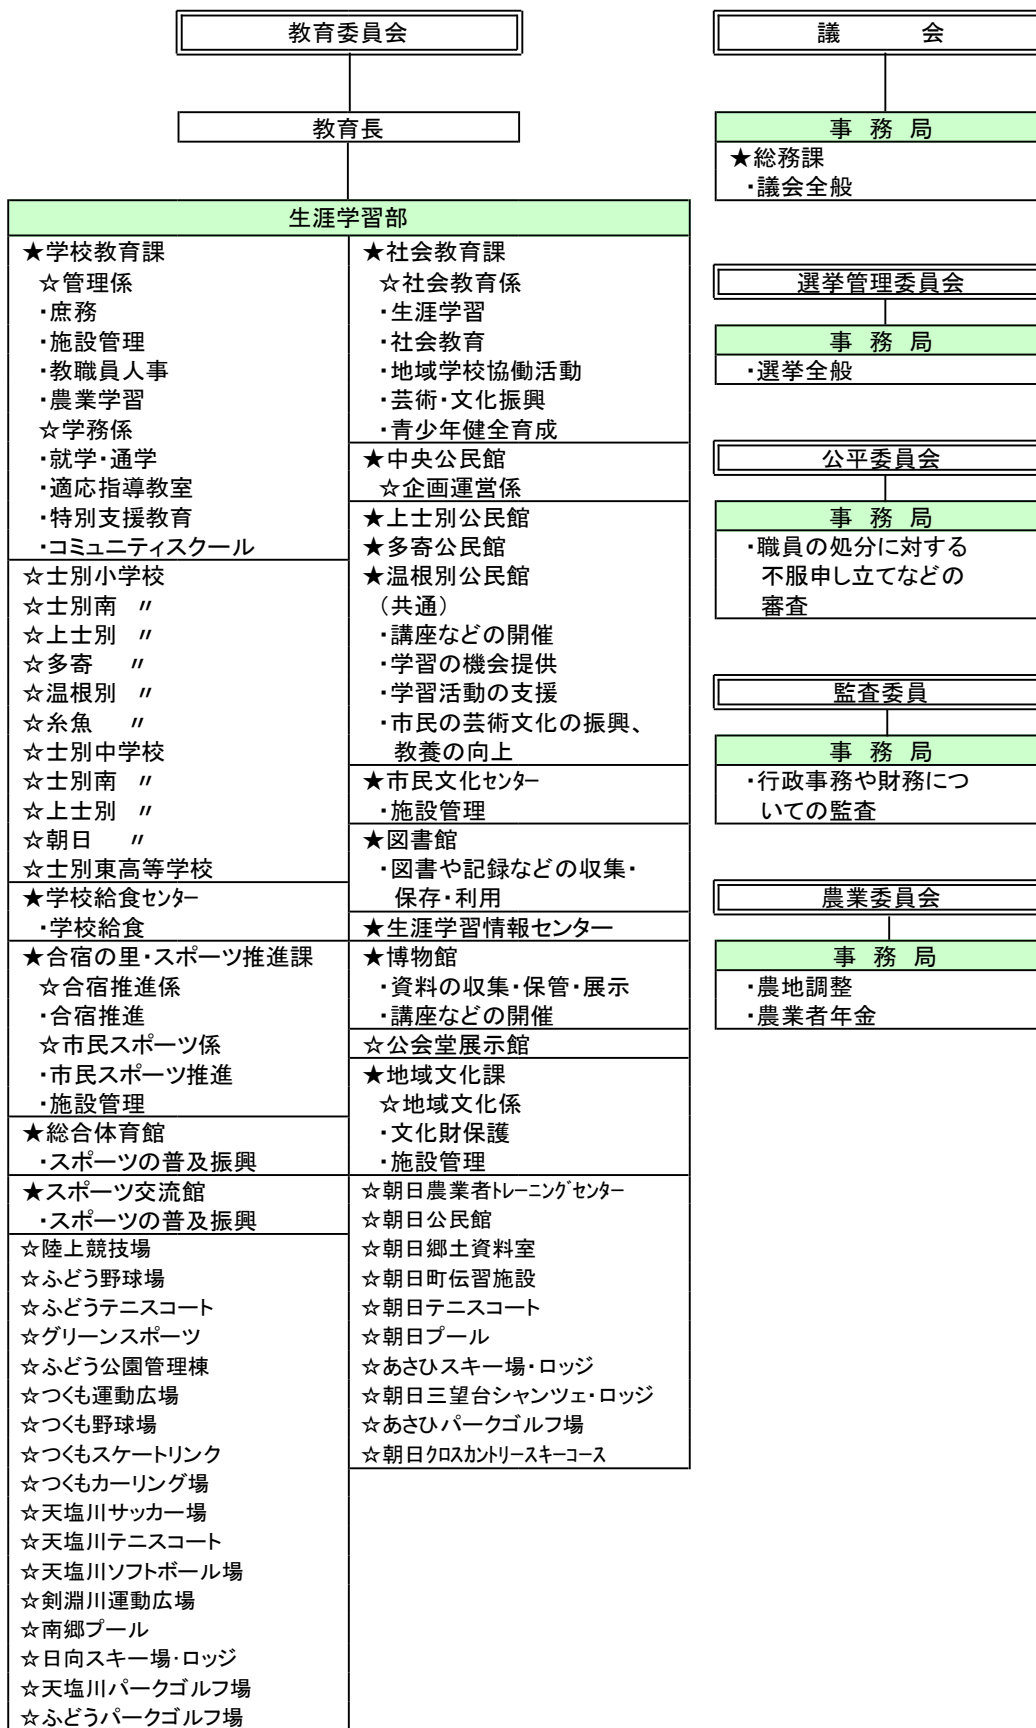 教育委員会
教育長
生涯学習部
★学校教育課
☆管理係
・庶務
・施設管理
・教職員人事
・農業学習
☆学務係
・就学・通学
・適応指導教室
・特別支援教育
・コミュニティスクール
☆士別小学校
☆士別南 〃
☆上士別 〃
☆多寄 〃
☆温根別 〃
☆糸魚 〃
☆士別中学校
☆士別南 〃
☆上士別 〃
☆朝日 〃
☆士別東高等学校
★学校給食センター
・学校給食
★合宿の里・スポーツ推進課
☆合宿推進係
・合宿推進
☆市民スポーツ係
・市民スポーツ推進
・施設管理
★総合体育館
・スポーツの普及振興
★スポーツ交流館
・スポーツの普及振興
☆陸上競技場
☆ふどう野球場
☆ふどうテニスコート
☆グリーンスポーツ
☆ふどう公園管理棟
☆つくも運動広場
☆つくも野球場
☆つくもスケートリンク
☆つくもカーリング場
☆天塩川サッカー場
☆天塩川テニスコート
☆天塩川ソフトボール場
☆剣淵川運動広場
☆南郷プール
☆日向スキー場・ロッジ
☆天塩川パークゴルフ場
☆ふどうパークゴルフ場
★社会教育課
☆社会教育係
・生涯学習
・社会教育
・地域学校協働活動
・芸術・文化振興
・青少年健全育成
★中央公民館
☆企画運営係
★上士別公民館
★多寄公民館
★温根別公民館
（共通）
・講座などの開催
・学習の機会提供
・学習活動の支援
・市民の芸術文化の振興、
教養の向上
★市民文化センター
・施設管理
★図書館
・図書や記録などの収集・
保存・利用
★生涯学習情報センター
★博物館
・資料の収集・保管・展示
・講座などの開催
☆公会堂展示館
★地域文化課
☆地域文化係
・文化財保護
・施設管理
☆朝日農業者トレーニングセンター
☆朝日公民館
☆朝日郷土資料室
☆朝日町伝習施設
☆朝日テニスコート
☆朝日プール
☆あさひスキー場・ロッジ
☆朝日三望台シャンツェ・ロッジ
☆あさひパークゴルフ場
☆朝日クロスカントリースキーコース
議 会
事 務 局
★総務課
・議会全般
選挙管理委員会
事 務 局
・選挙全般
公平委員会
事 務 局
・職員の処分に対する
不服申し立てなどの
審査
監査委員
事 務 局
・行政事務や財務につ
いての監査
農業委員会
事 務 局
・農地調整
・農業者年金